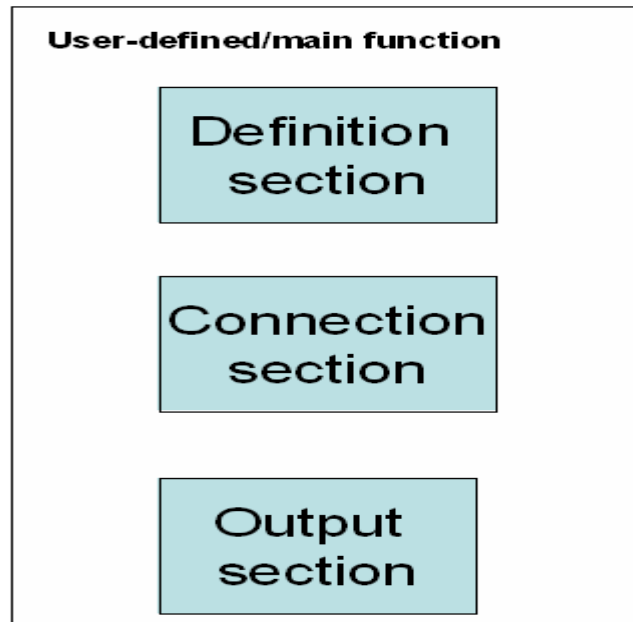 User-defined/main function
Definition
section
Connection
section
Output
section